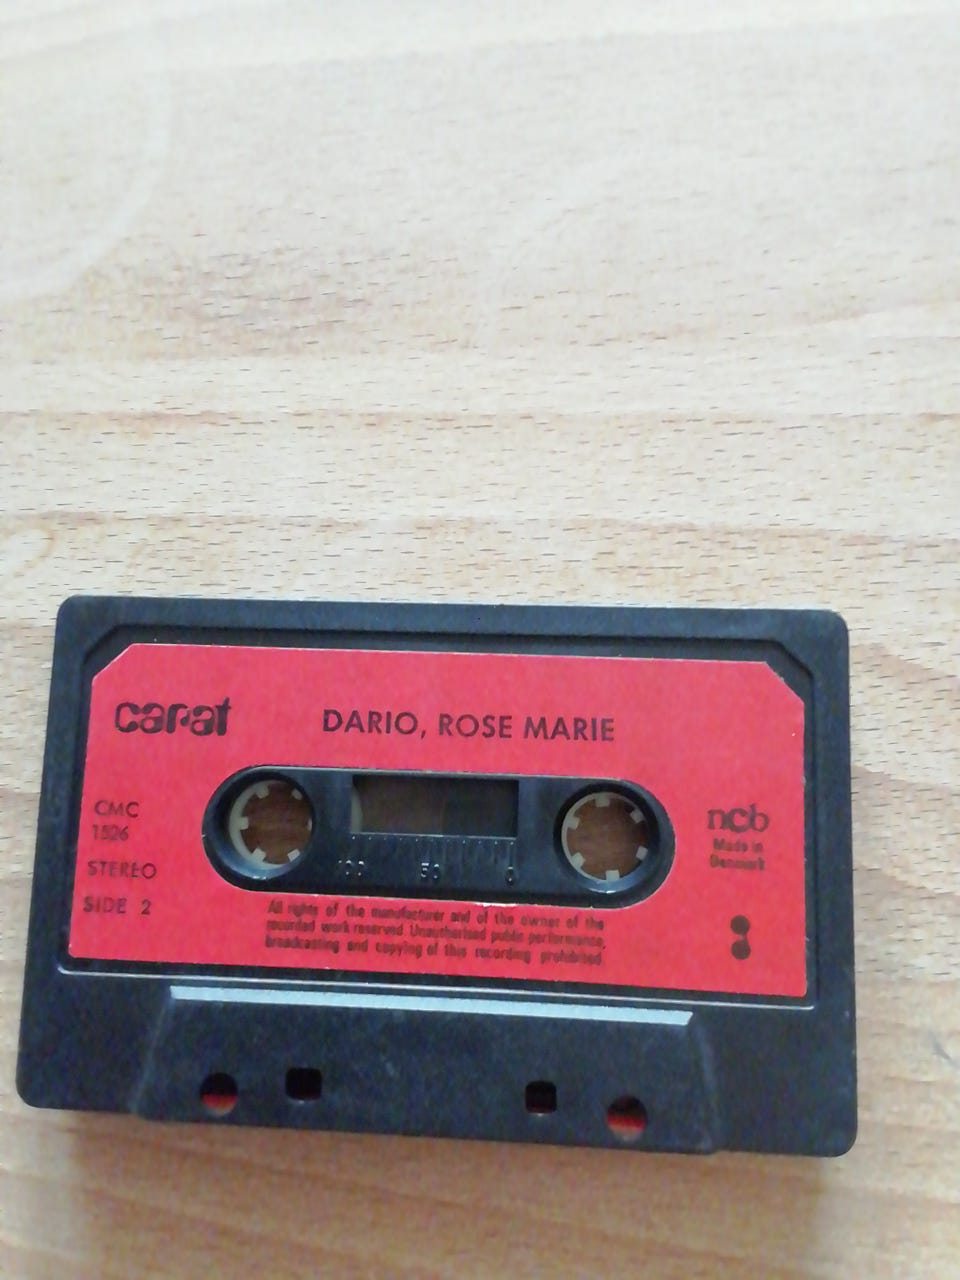 carat
DARIO, ROSE MARIE
CMC
1526
STEREO
SIDE 2
100 50 0
ncb
Made in
Denmark
All rights of the manufacturer and of the owner of the
recorded work reserved. Unauthorised public performance,
broadcasting and copying of this recording prohibited